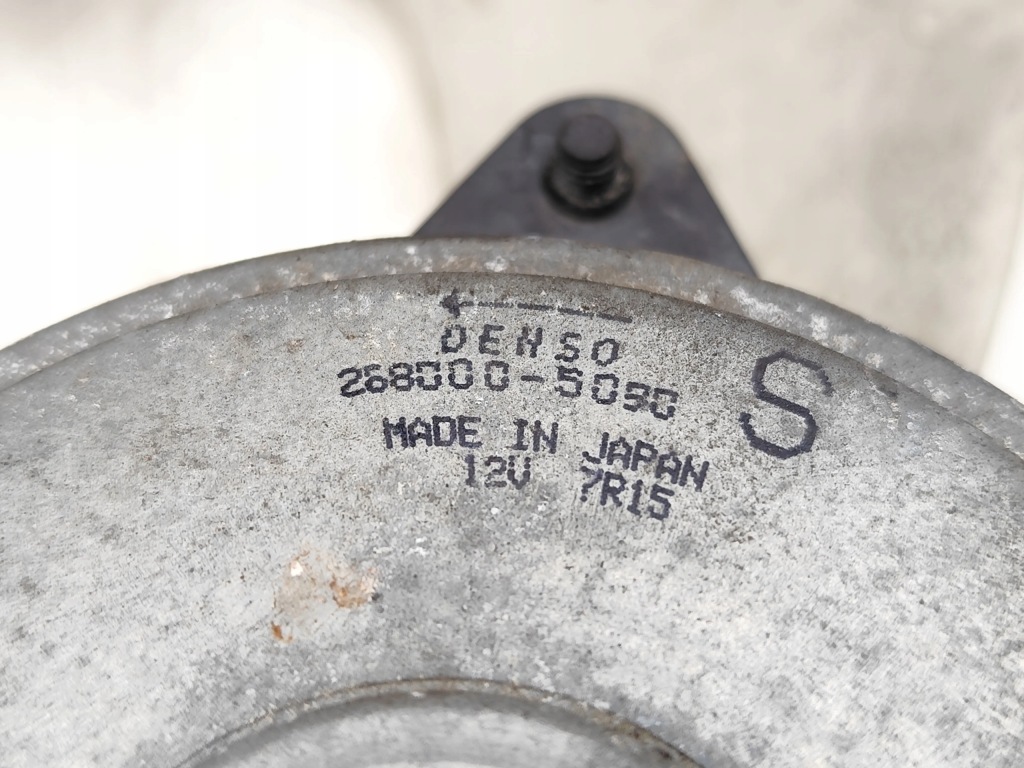 DENSO
268000-5090
S
MADE IN JAPAN
12V 7R15